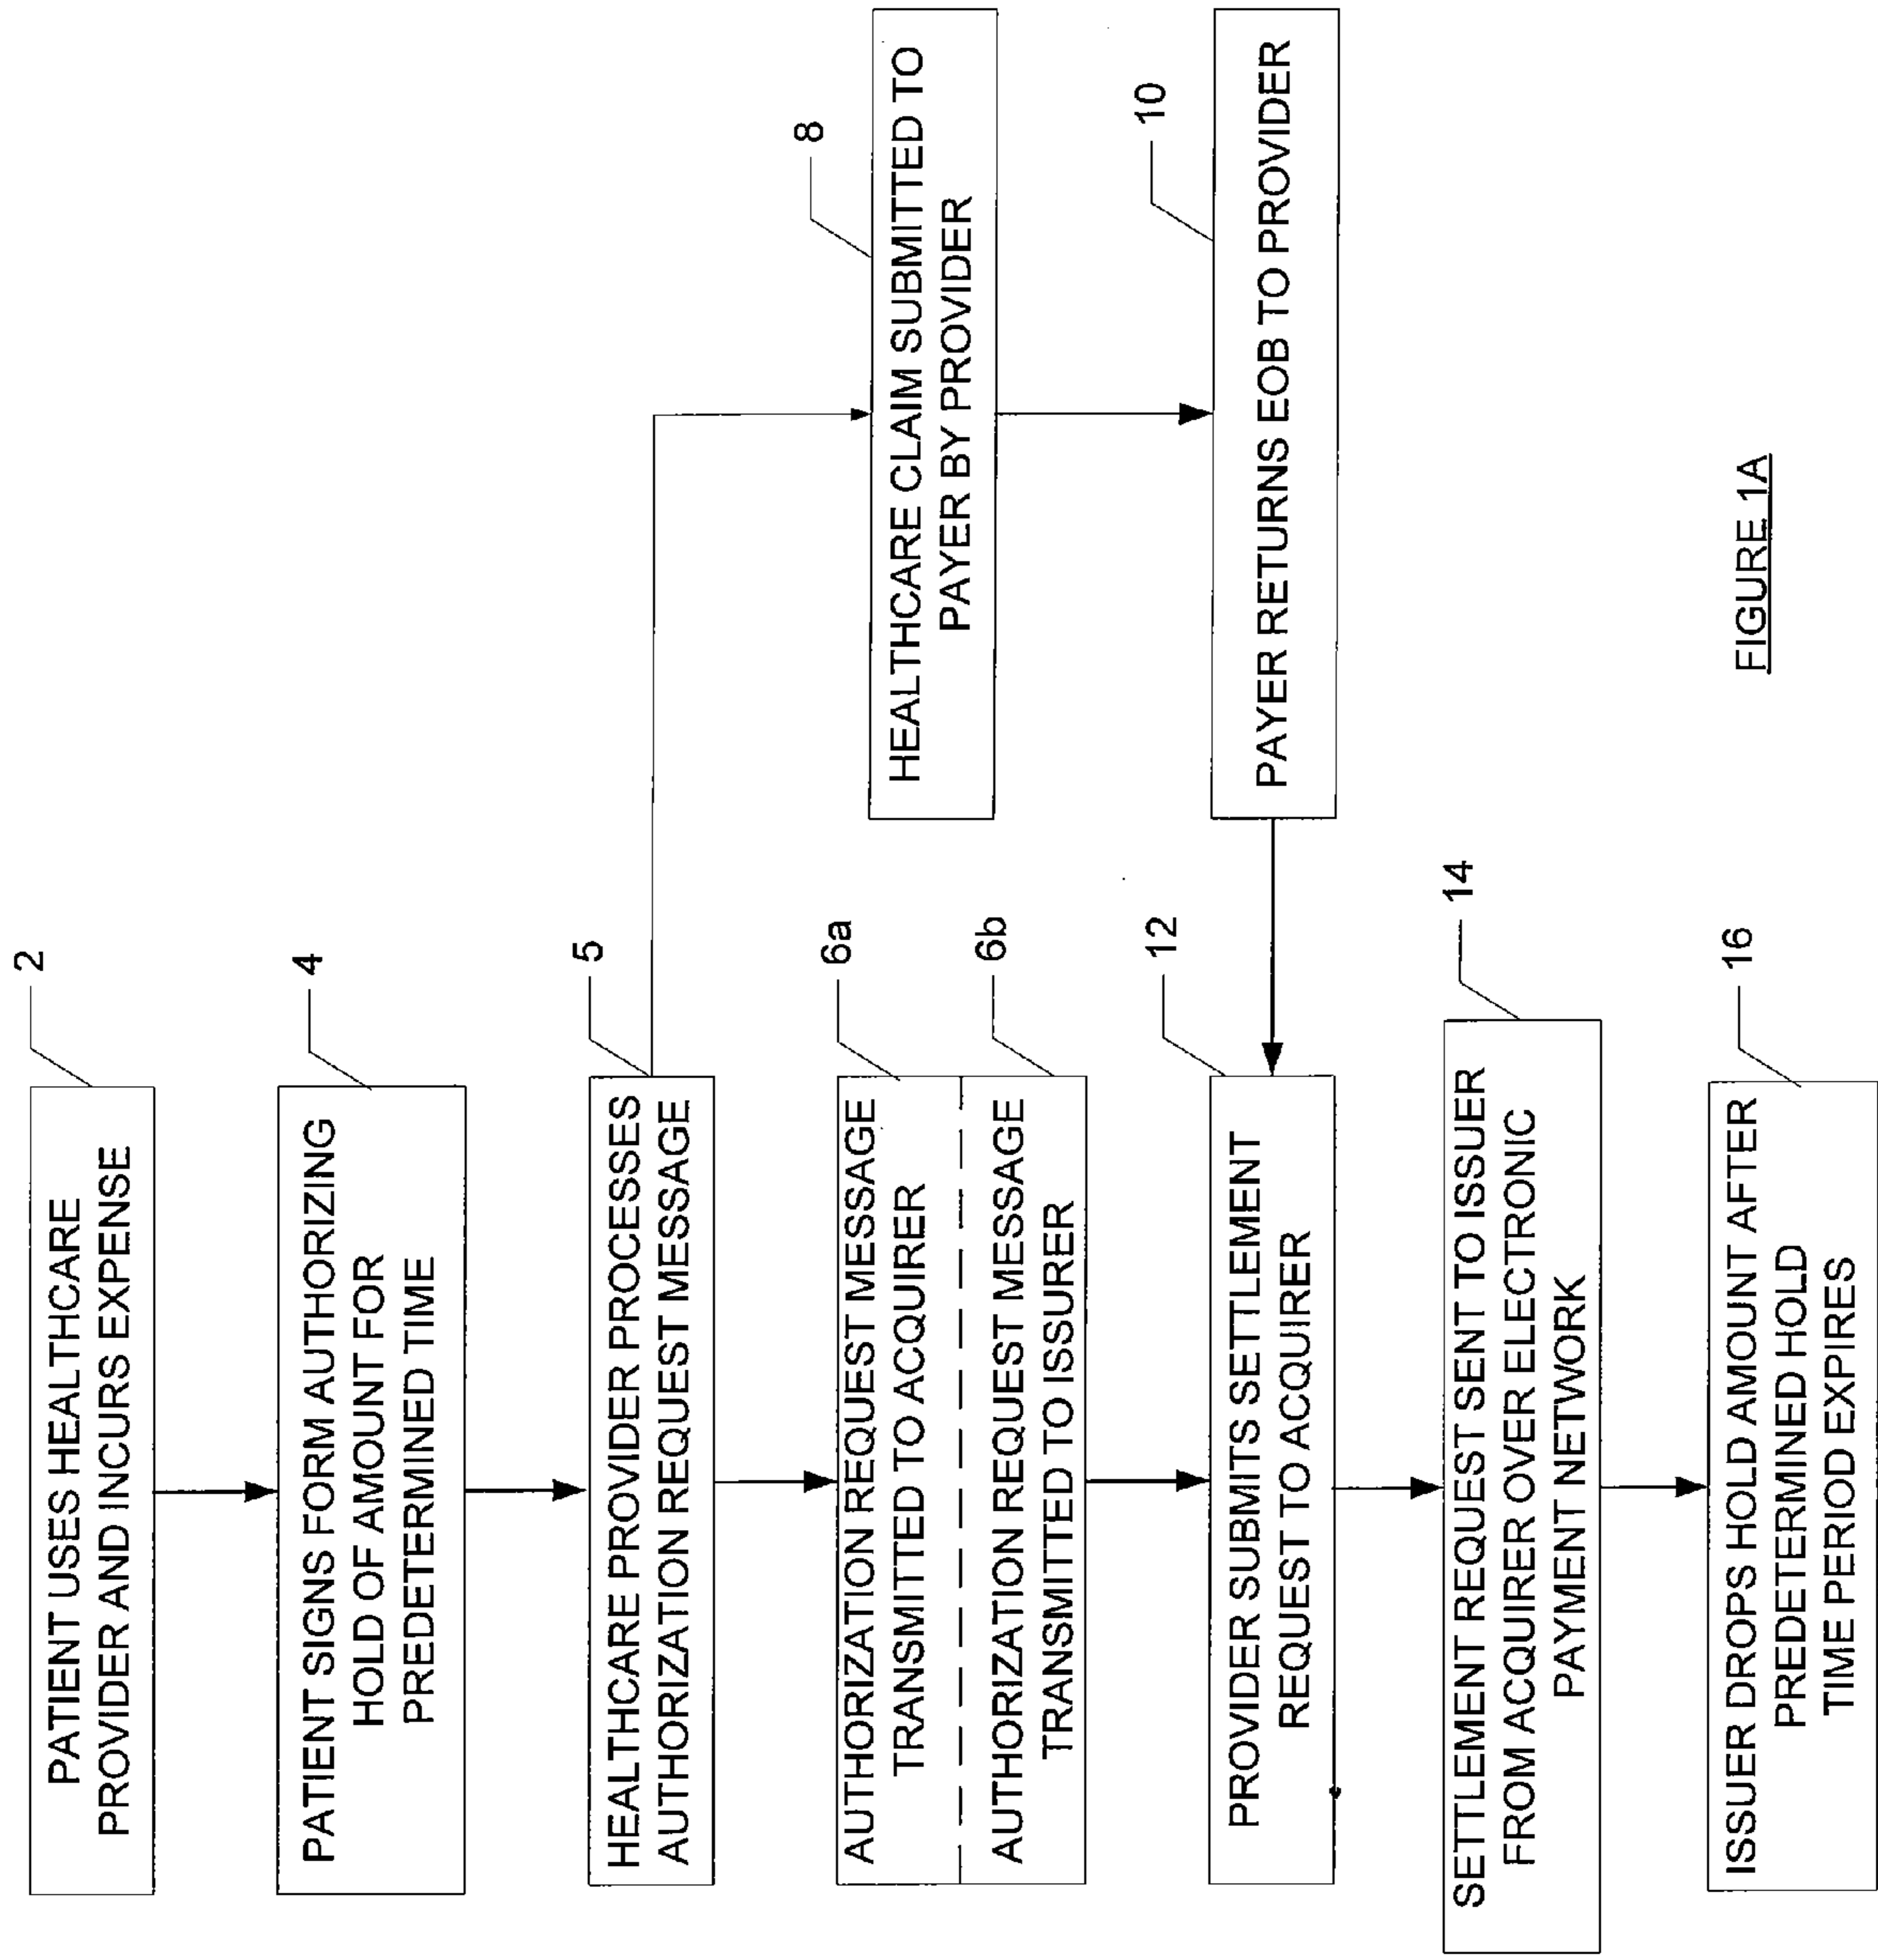 2
PATIENT USES HEALTHCARE
PROVIDER AND INCURS EXPENSE
4
PATIENT SIGNS FORM AUTHORIZING
HOLD OF AMOUNT FOR
PREDETERMINED TIME
5
HEALTHCARE PROVIDER PROCESSES
AUTHORIZATION REQUEST MESSAGE
6a
AUTHORIZATION REQUEST MESSAGE
TRANSMITTED TO ACQUIRER
6b
AUTHORIZATION REQUEST MESSAGE
TRANSMITTED TO ISSURER
8
HEALTHCARE CLAIM SUBMITTED TO
PAYER BY PROVIDER
10
PAYER RETURNS EOB TO PROVIDER
12
PROVIDER SUBMITS SETTLEMENT
REQUEST TO ACQUIRER
14
SETTLEMENT REQUEST SENT TO ISSUER
FROM ACQUIRER OVER ELECTRONIC
PAYMENT NETWORK
16
ISSUER DROPS HOLD AMOUNT AFTER
PREDETERMINED HOLD
TIME PERIOD EXPIRES
FIGURE 1A